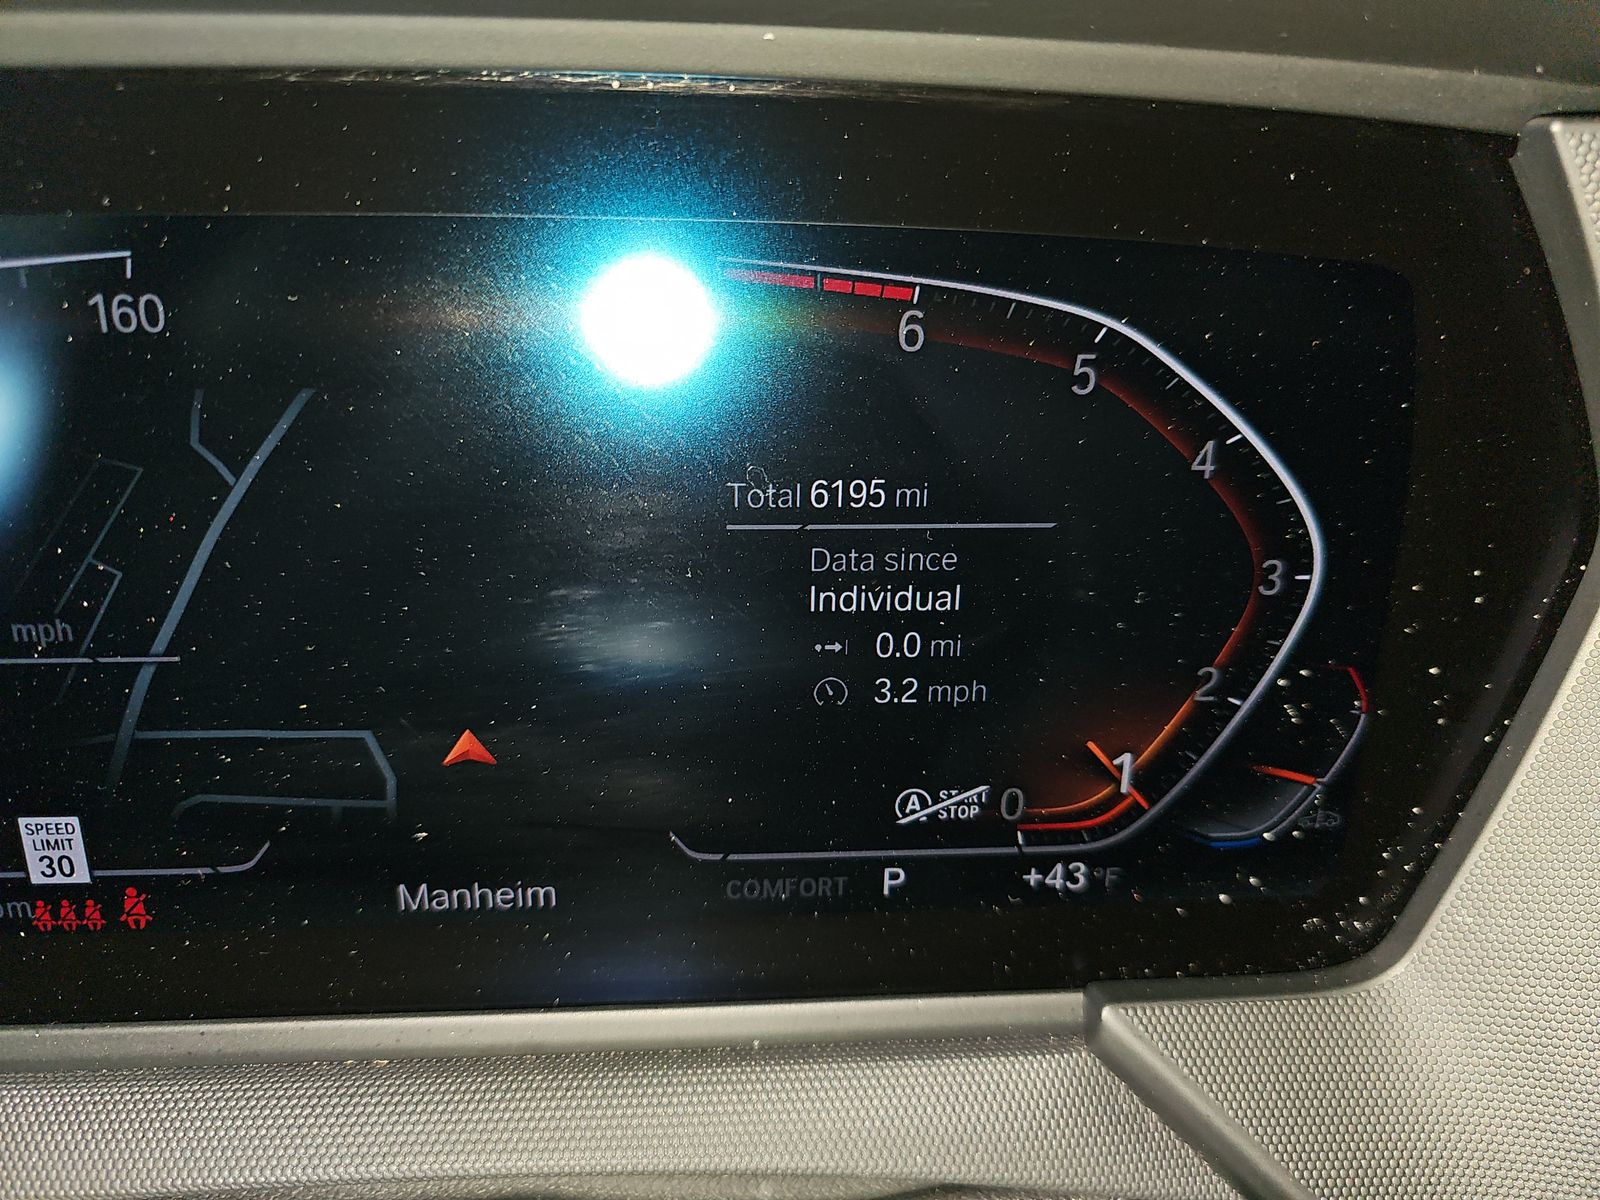 160
6
5
4
3
2
1
0
Total 6195 mi
Data since
Individual
0.0 mi
3.2 mph
mph
A START
STOP
SPEED
LIMIT
30
Manheim
COMFORT P +43°F